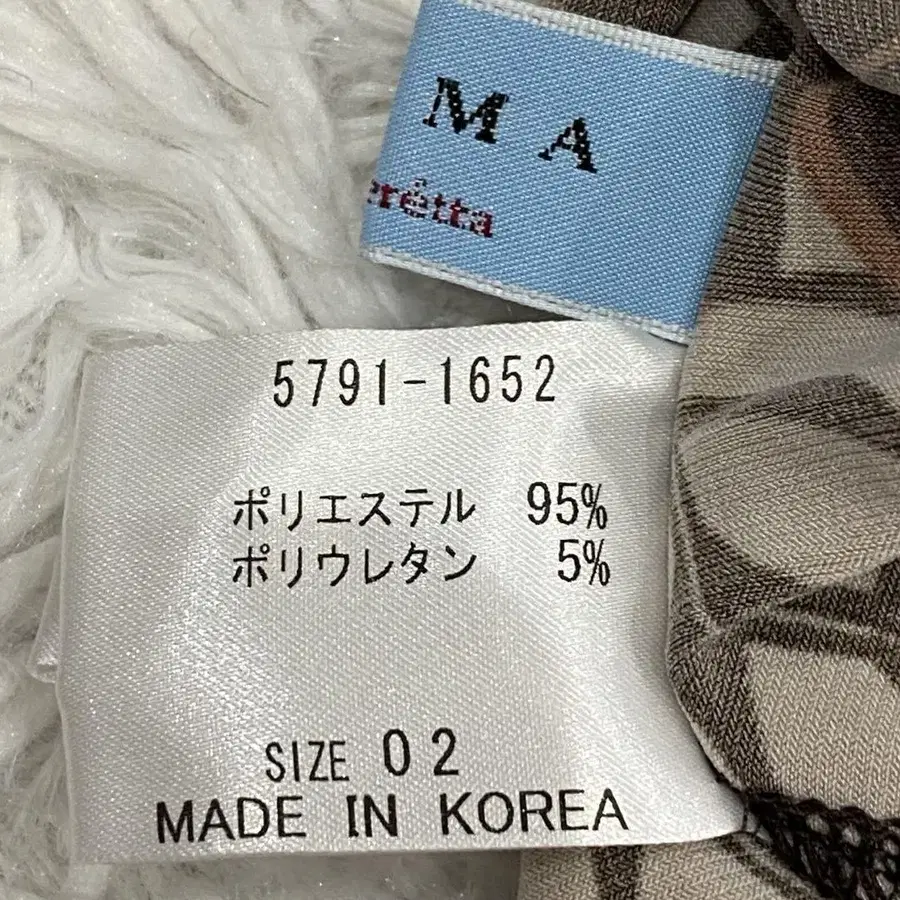 M A
rétta
5791-1652
ポリエステル 95%
ポリウレタン 5%
SIZE 02
MADE IN KOREA